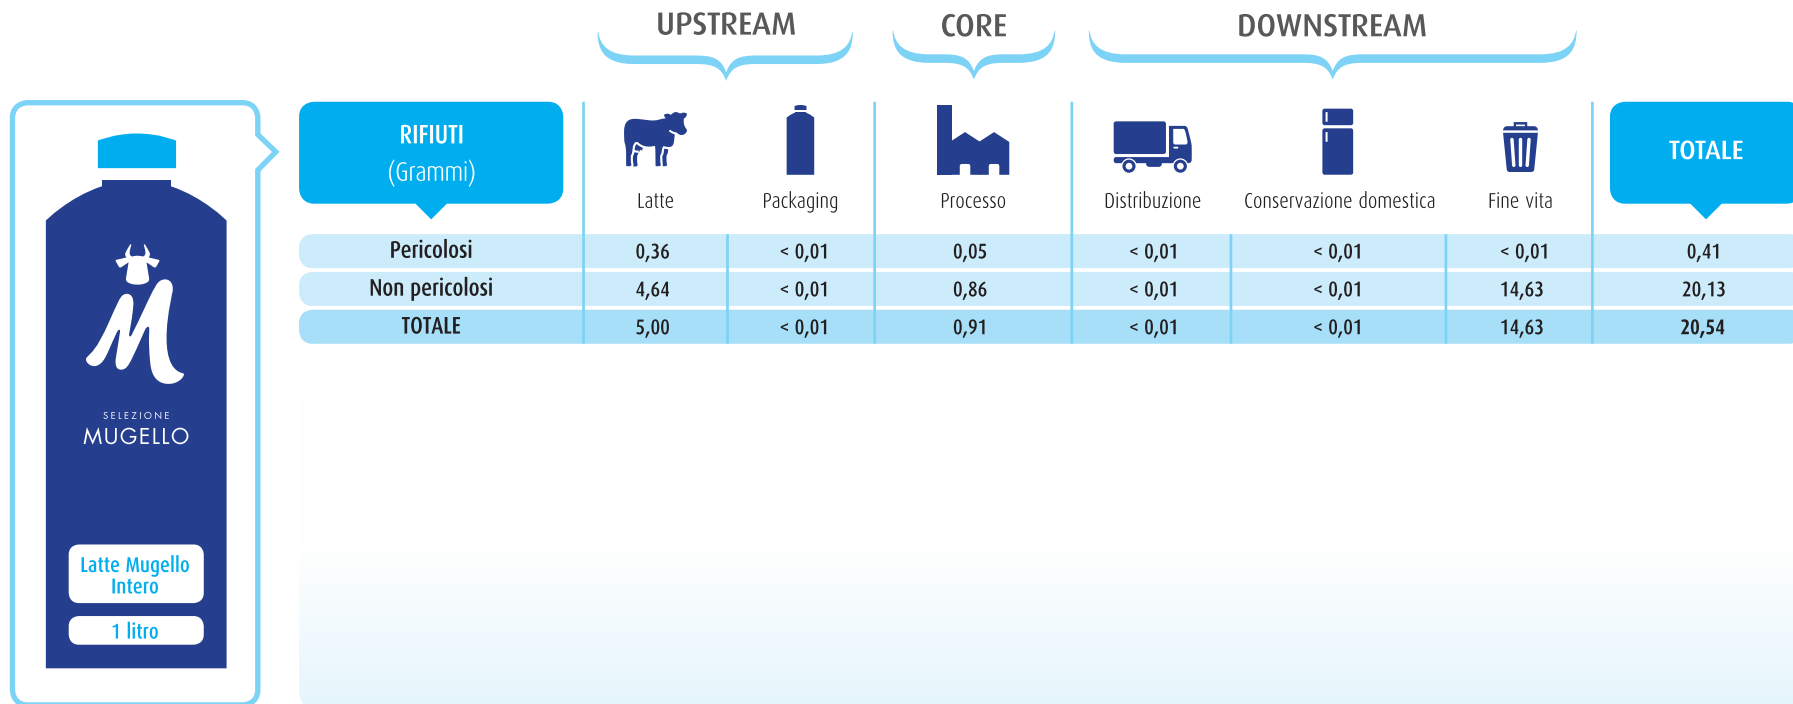 UPSTREAM CORE DOWNSTREAM
RIFIUTI
(Grammi)
Latte Packaging Processo Distribuzione Conservazione domestica Fine vita TOTALE
Pericolosi 0,36 < 0,01 0,05 < 0,01 < 0,01 < 0,01 0,41
Non pericolosi 4,64 < 0,01 0,86 < 0,01 < 0,01 14,63 20,13
TOTALE 5,00 < 0,01 0,91 < 0,01 < 0,01 14,63 20,54
M
SELEZIONE
MUGELLO
Latte Mugello
Intero
1 litro